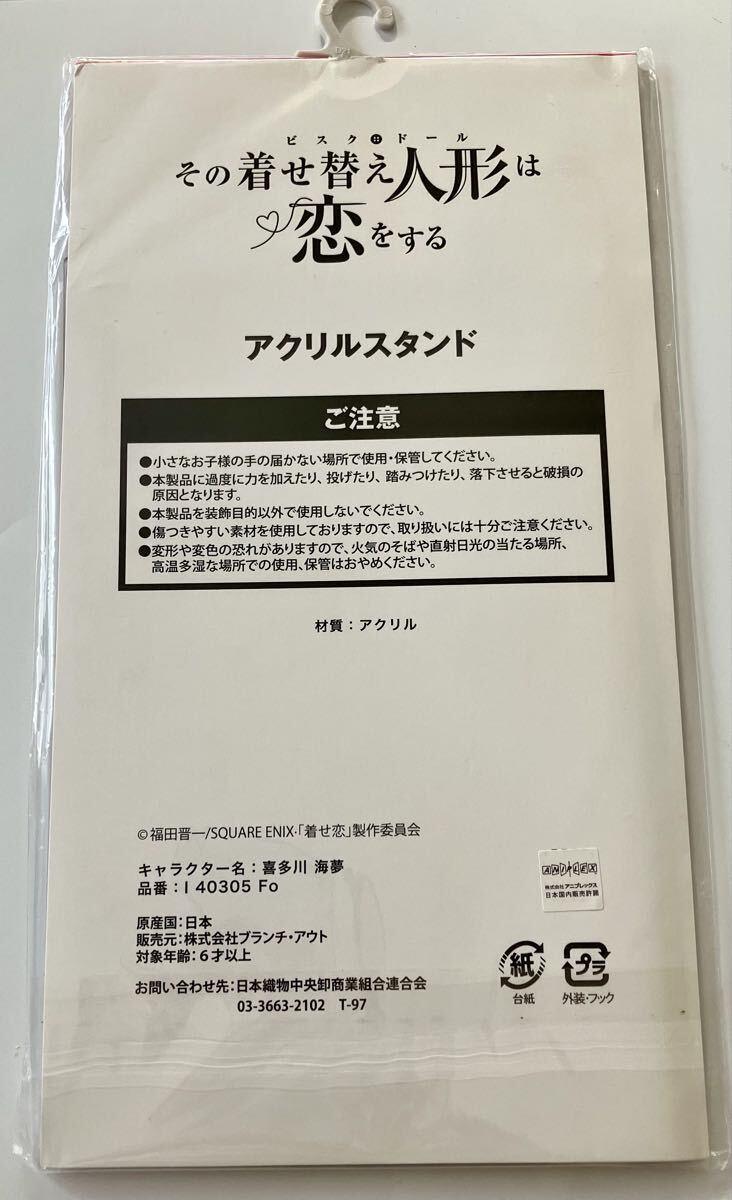 ビスク・ドール
その着せ替え人形は
恋をする
アクリルスタンド
ご注意
●小さなお子様の手の届かない場所で使用・保管してください。
●本製品に過度に力を加えたり、投げたり、踏みつけたり、落下させると破損の
原因となります。
●本製品を装飾目的以外で使用しないでください。
●傷つきやすい素材を使用しておりますので、取り扱いには十分ご注意ください。
●変形や変色の恐れがありますので、火気のそばや直射日光の当たる場所、
高温多湿な場所での使用、保管はおやめください。
材質：アクリル
©福田晋一/SQUARE ENIX・「着せ恋」製作委員会
キャラクター名：喜多川 海夢
品番：I 40305 Fo
原産国：日本
販売元：株式会社ブランチ・アウト
対象年齢：6才以上
お問い合わせ先：日本織物中央卸商業組合連合会
03-3663-2102 T-97
ANIPLEX
株式会社アニプレックス
日本国内販売許諾
紙
台紙
プラ
外装・フック